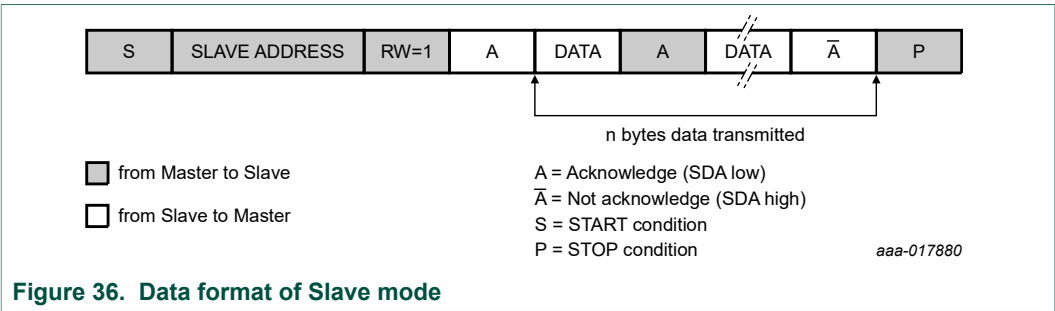 S SLAVE ADDRESS RW=1 A DATA A DATA A̅ P
n bytes data transmitted
from Master to Slave
from Slave to Master
A = Acknowledge (SDA low)
A̅ = Not acknowledge (SDA high)
S = START condition
P = STOP condition
aaa-017880
Figure 36. Data format of Slave mode